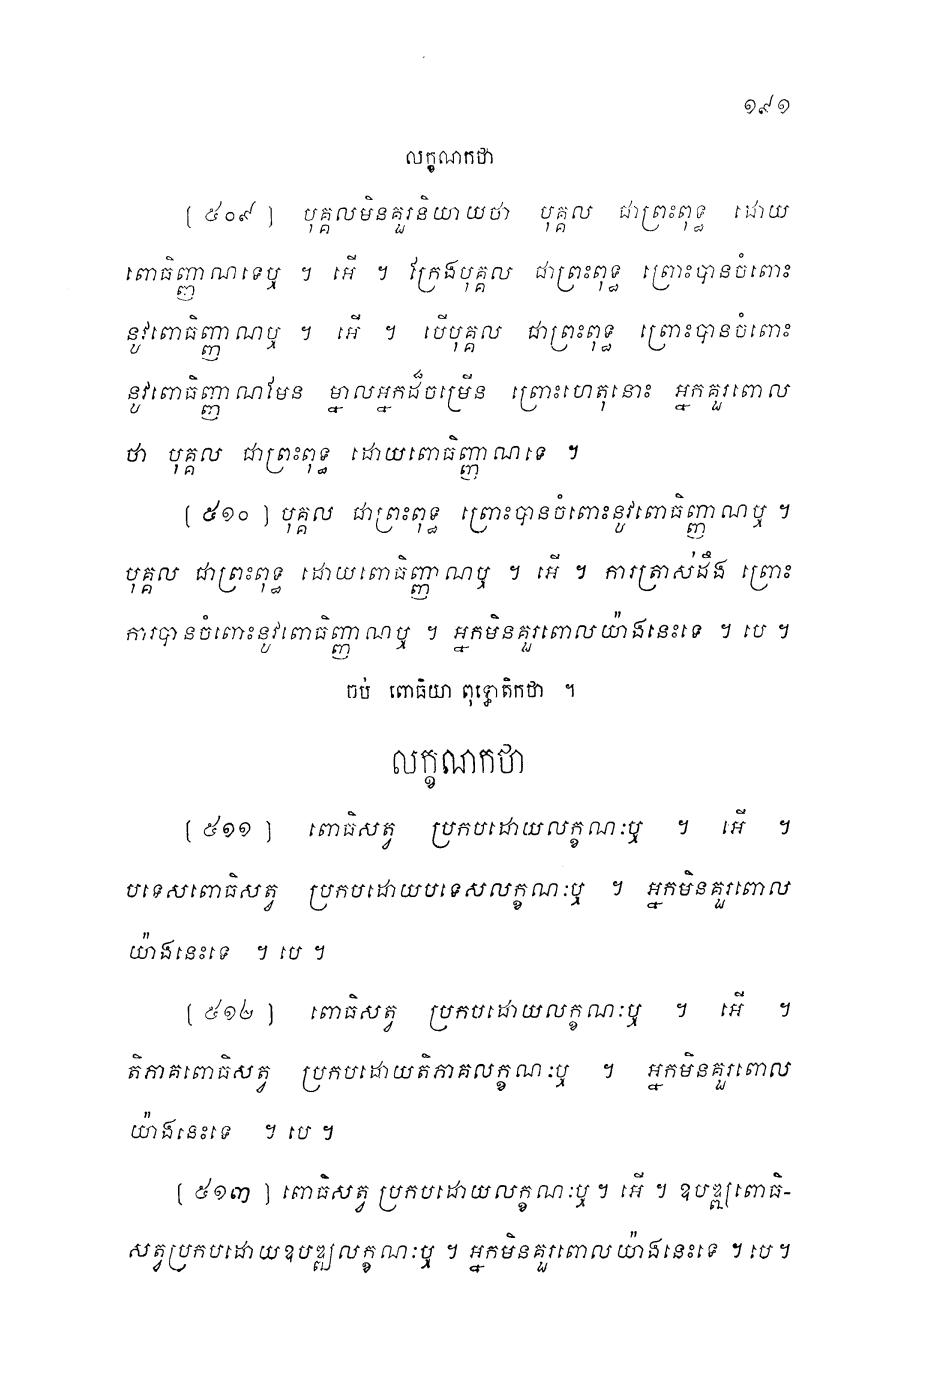 ១៩១
លក្ខណកថា
[ ៥០៩ ] បុគ្គលមិនគួរនិយាយថា បុគ្គល ជាព្រះពុទ្ធ ដោយ
ពោធិញ្ញាណទេឬ ។ អើ ។ ក្រែងបុគ្គល ជាព្រះពុទ្ធ ព្រោះបានចំពោះ
នូវពោធិញ្ញាណឬ ។ អើ ។ បើបុគ្គល ជាព្រះពុទ្ធ ព្រោះបានចំពោះ
នូវពោធិញ្ញាណមែន ម្នាលអ្នកដ៏ចម្រើន ព្រោះហេតុនោះ អ្នកគួរពោល
ថា បុគ្គល ជាព្រះពុទ្ធ ដោយពោធិញ្ញាណទេ ។
[ ៥១០ ] បុគ្គល ជាព្រះពុទ្ធ ព្រោះបានចំពោះនូវពោធិញ្ញាណឬ ។
បុគ្គល ជាព្រះពុទ្ធ ដោយពោធិញ្ញាណឬ ។ អើ ។ ការត្រាស់ដឹង ព្រោះ
ការបានចំពោះនូវពោធិញ្ញាណឬ ។ អ្នកមិនគួរពោលយ៉ាងនេះទេ ។ បេ ។
ចប់ ពោធិយា ពុទ្ធោតិកថា ។
លក្ខណកថា
[ ៥១១ ] ពោធិសត្វ ប្រកបដោយលក្ខណៈឬ ។ អើ ។
បទេសពោធិសត្វ ប្រកបដោយបទេសលក្ខណៈឬ ។ អ្នកមិនគួរពោល
យ៉ាងនេះទេ ។ បេ ។
[ ៥១២ ] ពោធិសត្វ ប្រកបដោយលក្ខណៈឬ ។ អើ ។
តិភាគពោធិសត្វ ប្រកបដោយតិភាគលក្ខណៈឬ ។ អ្នកមិនគួរពោល
យ៉ាងនេះទេ ។ បេ ។
[ ៥១៣ ] ពោធិសត្វ ប្រកបដោយលក្ខណៈឬ ។ អើ ។ ឧបឌ្ឍពោធិ-
សត្វប្រកបដោយឧបឌ្ឍលក្ខណៈឬ ។ អ្នកមិនគួរពោលយ៉ាងនេះទេ ។ បេ ។